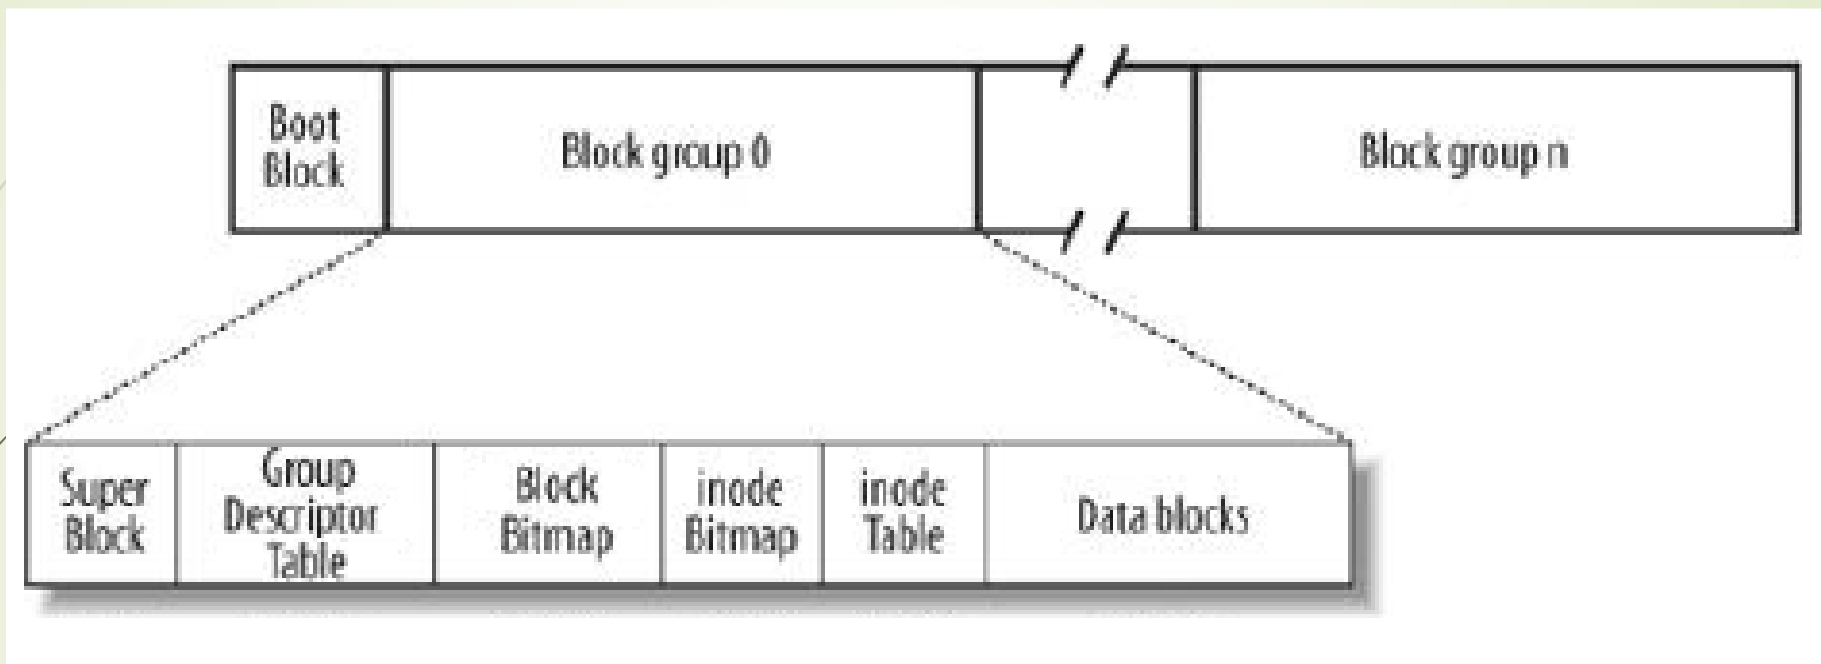 Boot
Block
Block group 0
Block group n
Super
Block
Group
Descriptor
Table
Block
Bitmap
inode
Bitmap
inode
Table
Data blocks